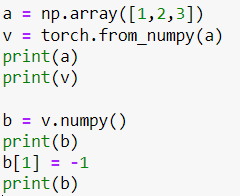 a = np.array([1,2,3])
v = torch.from_numpy(a)
print(a)
print(v)
b = v.numpy()
print(b)
b[1] = -1
print(b)